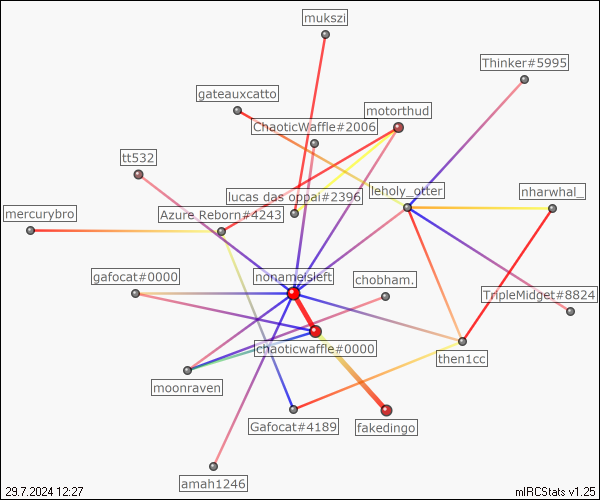 mukszi
Thinker#5995
gateauxcatto
motorthud
ChaoticWaffle#2006
tt532
leholy_otter
nharwhal_
lucas das oppai#2396
mercurybro
Azure Reborn#4243
gafocat#0000
nonameisleft
chobham.
TripleMidget#8824
chaoticwaffle#0000
then1cc
moonraven
Gafocat#4189
fakedingo
amah1246
29.7.2024 12:27
mIRCStats v1.25